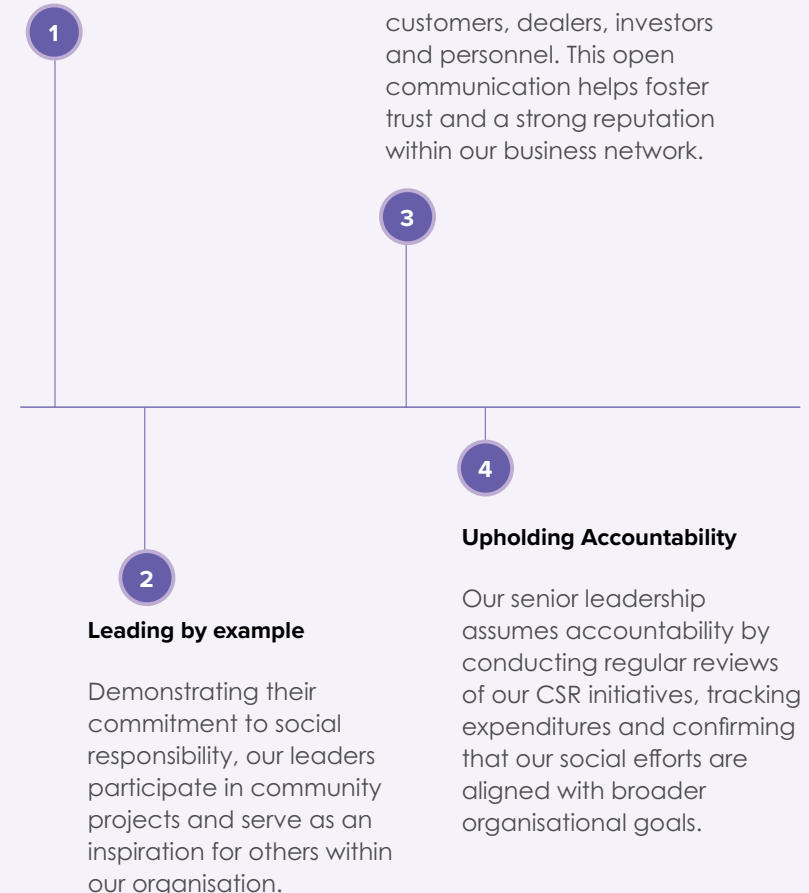 1
customers, dealers, investors
and personnel. This open
communication helps foster
trust and a strong reputation
within our business network.
3
2
Leading by example
Demonstrating their
commitment to social
responsibility, our leaders
participate in community
projects and serve as an
inspiration for others within
our organisation.
4
Upholding Accountability
Our senior leadership
assumes accountability by
conducting regular reviews
of our CSR initiatives, tracking
expenditures and confirming
that our social efforts are
aligned with broader
organisational goals.